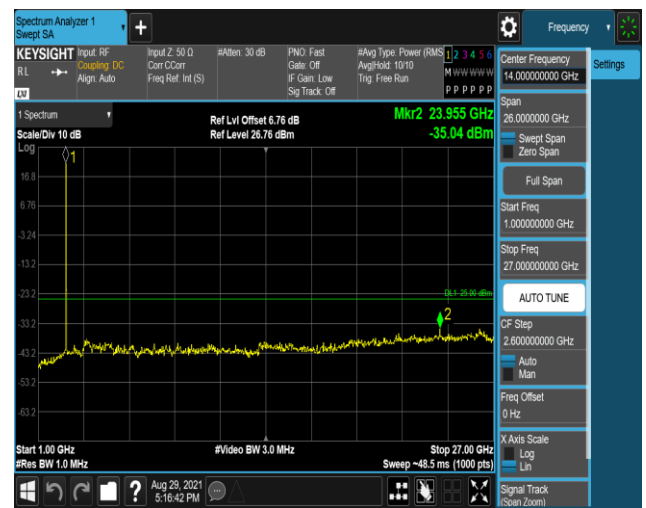 Spectrum Analyzer 1
Swept SA
+
Frequency
KEYSIGHT
RL
LV
Input: RF
Coupling: DC
Align: Auto
Input Z: 50 Ω
Corr CCorr
Freq Ref: Int (S)
#Atten: 30 dB
PNO: Fast
Gate: Off
IF Gain: Low
Sig Track: Off
#Avg Type: Power (RMS
Avg|Hold: 10/10
Trig: Free Run
1 2 3 4 5 6
M W W W W W
P P P P P P
1 Spectrum
Scale/Div 10 dB
Log
Ref Lvl Offset 6.76 dB
Ref Level 26.76 dBm
Mkr2 23.955 GHz
-35.04 dBm
1
16.8
6.76
-3.24
-13.2
-23.2
DL1 -25.00 dBm
2
-33.2
-43.2
-53.2
-63.2
Start 1.00 GHz
#Res BW 1.0 MHz
#Video BW 3.0 MHz
Stop 27.00 GHz
Sweep ~48.5 ms (1000 pts)
?
Aug 29, 2021
5:16:42 PM
Center Frequency
14.000000000 GHz
Span
26.0000000 GHz
Swept Span
Zero Span
Full Span
Start Freq
1.000000000 GHz
Stop Freq
27.000000000 GHz
AUTO TUNE
CF Step
2.600000000 GHz
Auto
Man
Freq Offset
0 Hz
X Axis Scale
Log
Lin
Signal Track
(Span Zoom)
Settings